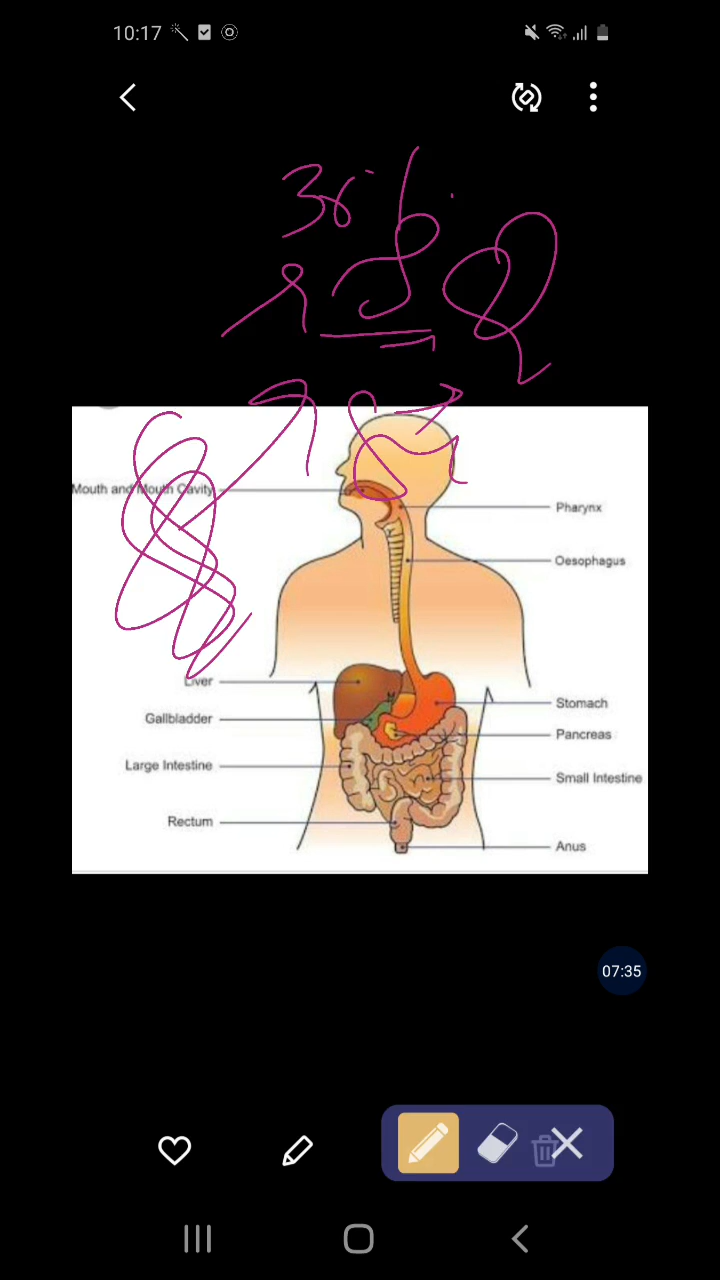 10:17
Mouth and Mouth Cavity
Pharynx
Oesophagus
Liver
Stomach
Gallbladder
Pancreas
Large Intestine
Small Intestine
Rectum
Anus
07:35